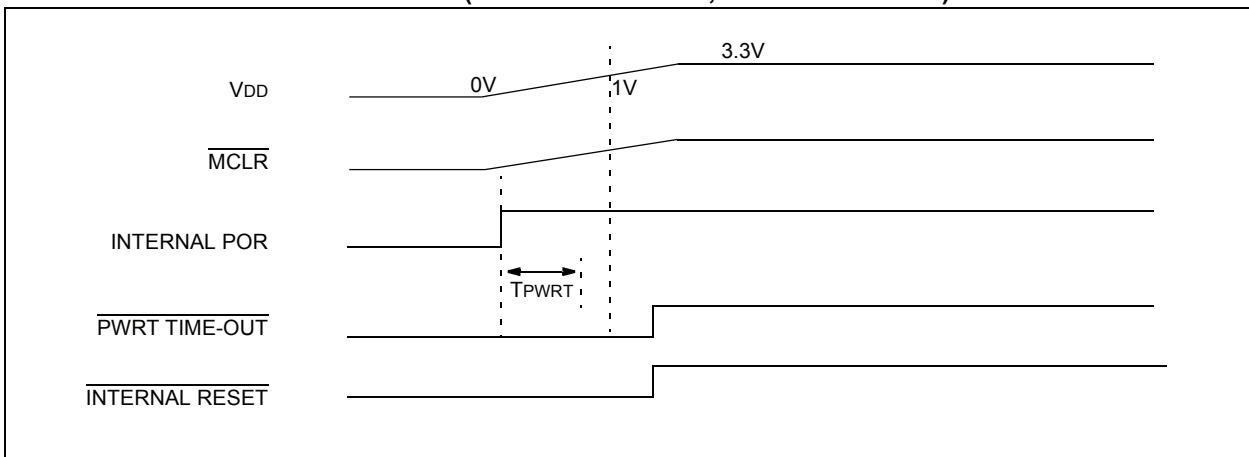 3.3V
VDD 0V 1V
MCLR
INTERNAL POR
TPWRT
PWRT TIME-OUT
INTERNAL RESET